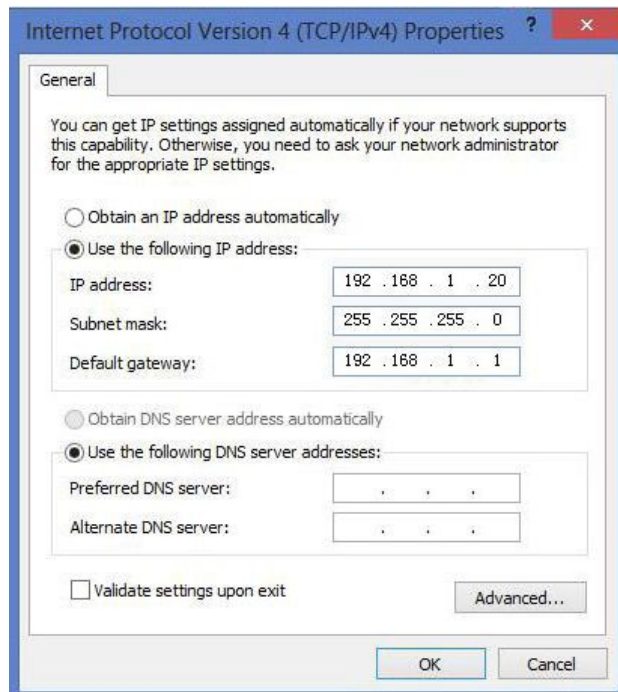 Internet Protocol Version 4 (TCP/IPv4) Properties ? ×
General
You can get IP settings assigned automatically if your network supports
this capability. Otherwise, you need to ask your network administrator
for the appropriate IP settings.
Obtain an IP address automatically
Use the following IP address:
IP address: 192 . 168 . 1 . 20
Subnet mask: 255 . 255 . 255 . 0
Default gateway: 192 . 168 . 1 . 1
Obtain DNS server address automatically
Use the following DNS server addresses:
Preferred DNS server: . . .
Alternate DNS server: . . .
Validate settings upon exit
Advanced...
OK Cancel